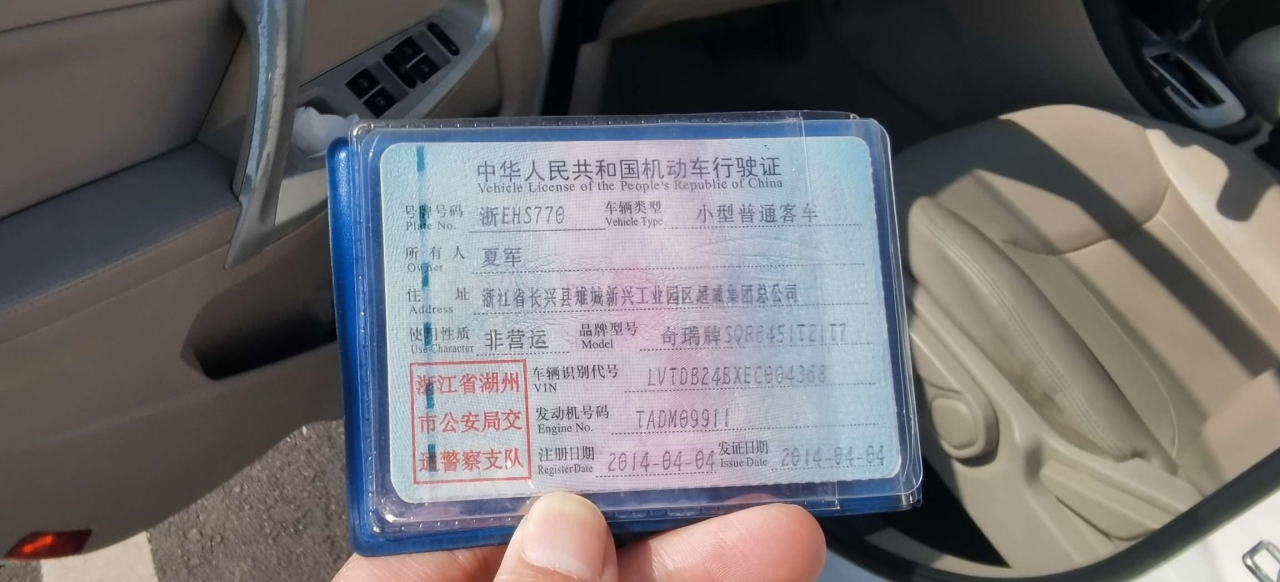 中华人民共和国机动车行驶证
Vehicle License of the People's Republic of China
号牌号码 浙EHS770 车辆类型 小型普通客车
Plate No. Vehicle Type
所有人 夏军
Owner
住址 浙江省长兴县雉城新兴工业园区超威集团总公司
Address
使用性质 非营运 品牌型号 奇瑞牌SQR6451T21T7
Use Character Model
浙江省湖州
市公安局交
通警察支队
车辆识别代号 LVTDB24BXEC004368
VIN
发动机号码 TADM09911
Engine No.
注册日期 2014-04-04 发证日期 2014-04-04
Register Date Issue Date